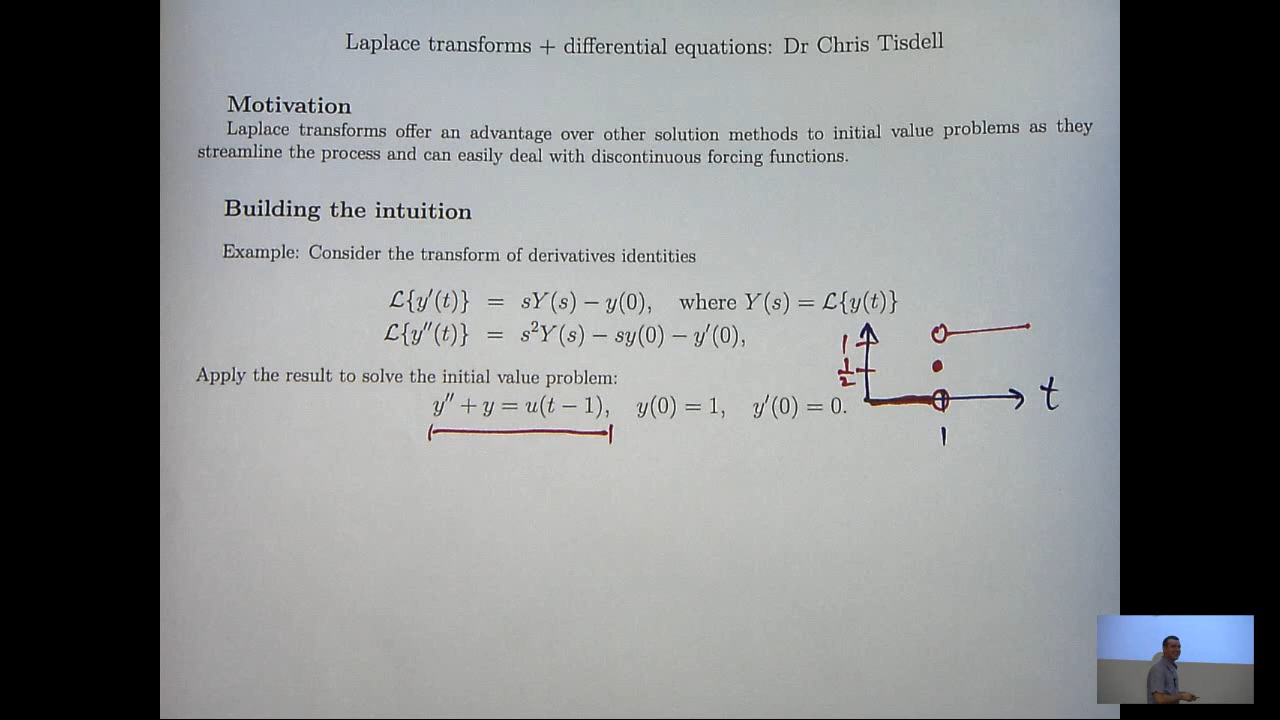 Laplace transforms + differential equations: Dr Chris Tisdell
Motivation
Laplace transforms offer an advantage over other solution methods to initial value problems as they
streamline the process and can easily deal with discontinuous forcing functions.
Building the intuition
Example: Consider the transform of derivatives identities
ℒ{y′(t)} = sY(s) − y(0), where Y(s) = ℒ{y(t)}
ℒ{y″(t)} = s²Y(s) − sy(0) − y′(0),
Apply the result to solve the initial value problem:
y″ + y = u(t − 1), y(0) = 1, y′(0) = 0.
1
1/2
t
1